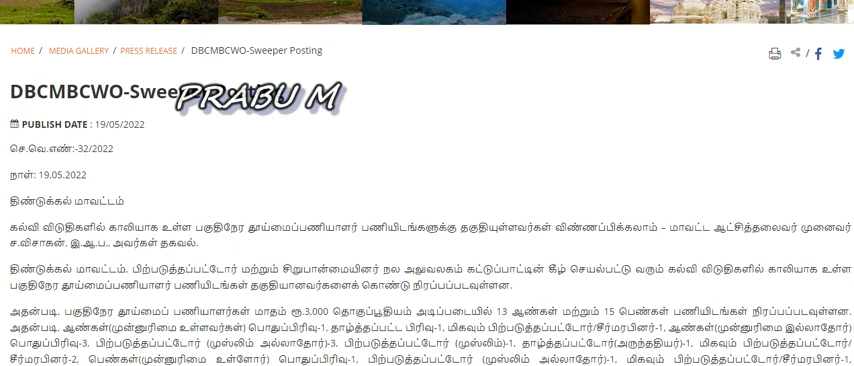 HOME / MEDIA GALLERY / PRESS RELEASE / DBCMBCWO-Sweeper Posting
DBCMBCWO-Swee
PRABU M
PUBLISH DATE : 19/05/2022
செ.வெ.எண்:-32/2022
நாள்: 19.05.2022
திண்டுக்கல் மாவட்டம்
கல்வி விடுதிகளில் காலியாக உள்ள பகுதிநேர தூய்மைப்பணியாளர் பணியிடங்களுக்கு தகுதியுள்ளவர்கள் விண்ணப்பிக்கலாம் – மாவட்ட ஆட்சித்தலைவர் முனைவர்
ச.விசாகன், இ.ஆ.ப., அவர்கள் தகவல்.
திண்டுக்கல் மாவட்டம், பிற்படுத்தப்பட்டோர் மற்றும் சிறுபான்மையினர் நல அலுவலகம் கட்டுப்பாட்டின் கீழ் செயல்பட்டு வரும் கல்வி விடுதிகளில் காலியாக உள்ள
பகுதிநேர தூய்மைப்பணியாளர் பணியிடங்கள் தகுதியானவர்களைக் கொண்டு நிரப்பப்படவுள்ளன.
அதன்படி, பகுதிநேர தூய்மைப் பணியாளர்கள் மாதம் ரூ.3,000 தொகுப்பூதியம் அடிப்படையில் 13 ஆண்கள் மற்றும் 15 பெண்கள் பணியிடங்கள் நிரப்பப்படவுள்ளன.
அதன்படி, ஆண்கள்(முன்னுரிமை உள்ளவர்கள்) பொதுப்பிரிவு-1, தாழ்த்தப்பட்ட பிரிவு-1, மிகவும் பிற்படுத்தப்பட்டோர்/சீர்மரபினர்-1, ஆண்கள்(முன்னுரிமை இல்லாதோர்)
பொதுப்பிரிவு-3, பிற்படுத்தப்பட்டோர் (முஸ்லிம் அல்லாதோர்)-3, பிற்படுத்தப்பட்டோர் (முஸ்லிம்)-1, தாழ்த்தப்பட்டோர்(அருந்ததியர்)-1, மிகவும் பிற்படுத்தப்பட்டோர்/
சீர்மரபினர்-2, பெண்கள்(முன்னுரிமை உள்ளோர்) பொதுப்பிரிவு-1, பிற்படுத்தப்பட்டோர் (முஸ்லிம் அல்லாதோர்)-1, மிகவும் பிற்படுத்தப்பட்டோர்/சீர்மரபினர்-1,